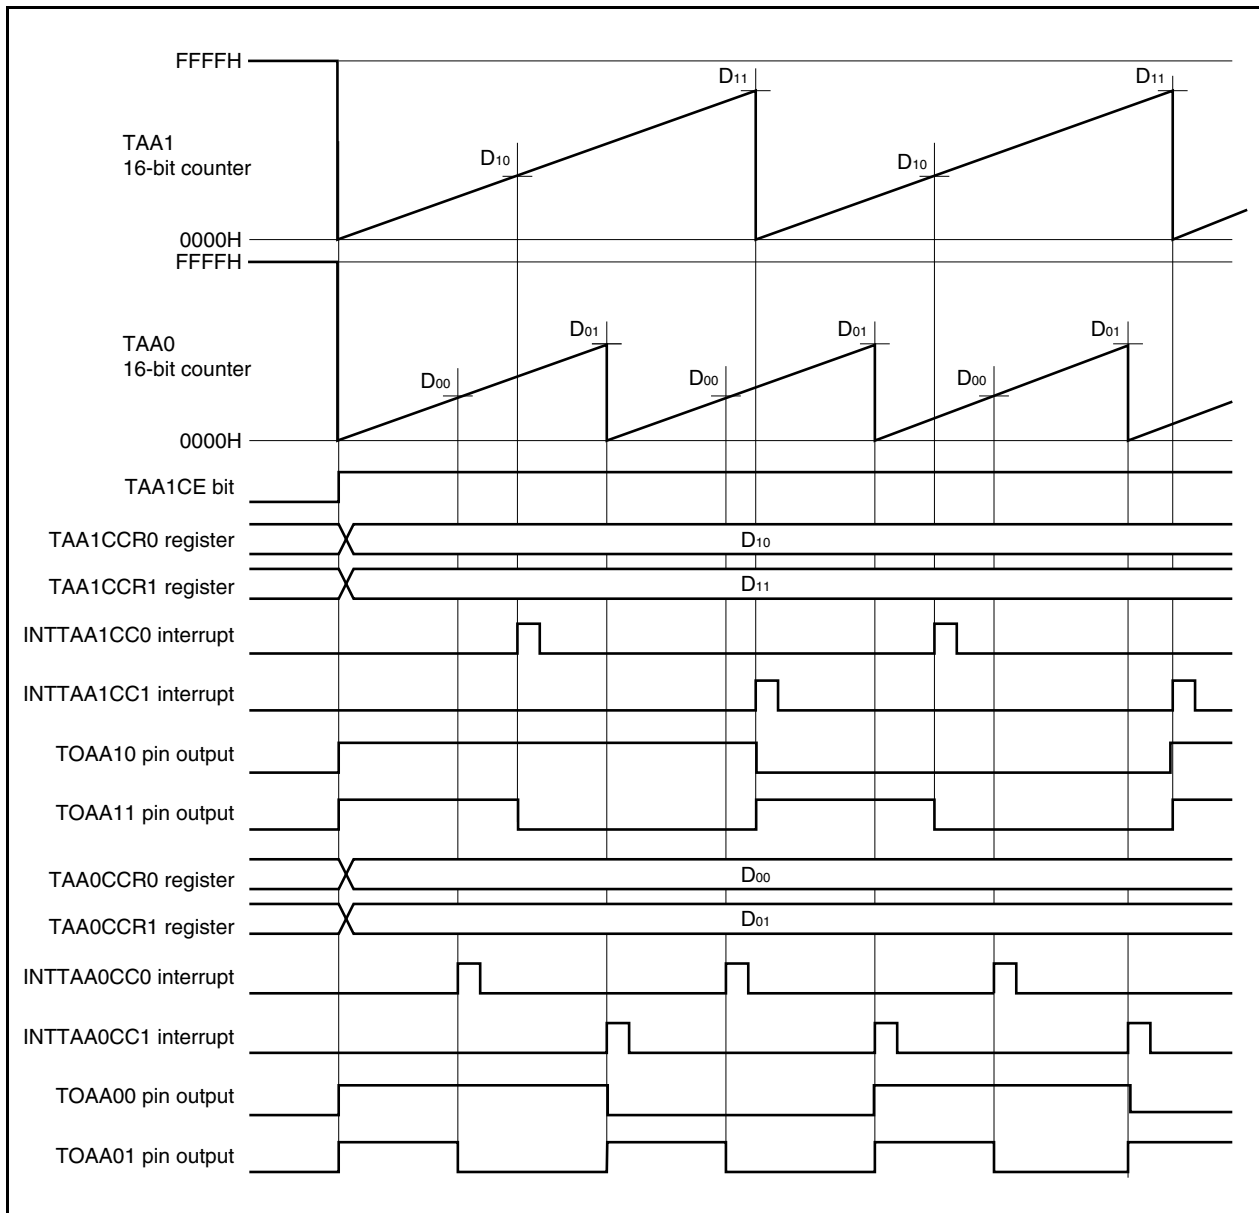 FFFFH
D11
D11
TAA1
16-bit counter
D10
D10
0000H
FFFFH
D01
D01
D01
TAA0
16-bit counter
D00
D00
D00
0000H
TAA1CE bit
TAA1CCR0 register
D10
TAA1CCR1 register
D11
INTTAA1CC0 interrupt
INTTAA1CC1 interrupt
TOAA10 pin output
TOAA11 pin output
TAA0CCR0 register
D00
TAA0CCR1 register
D01
INTTAA0CC0 interrupt
INTTAA0CC1 interrupt
TOAA00 pin output
TOAA01 pin output